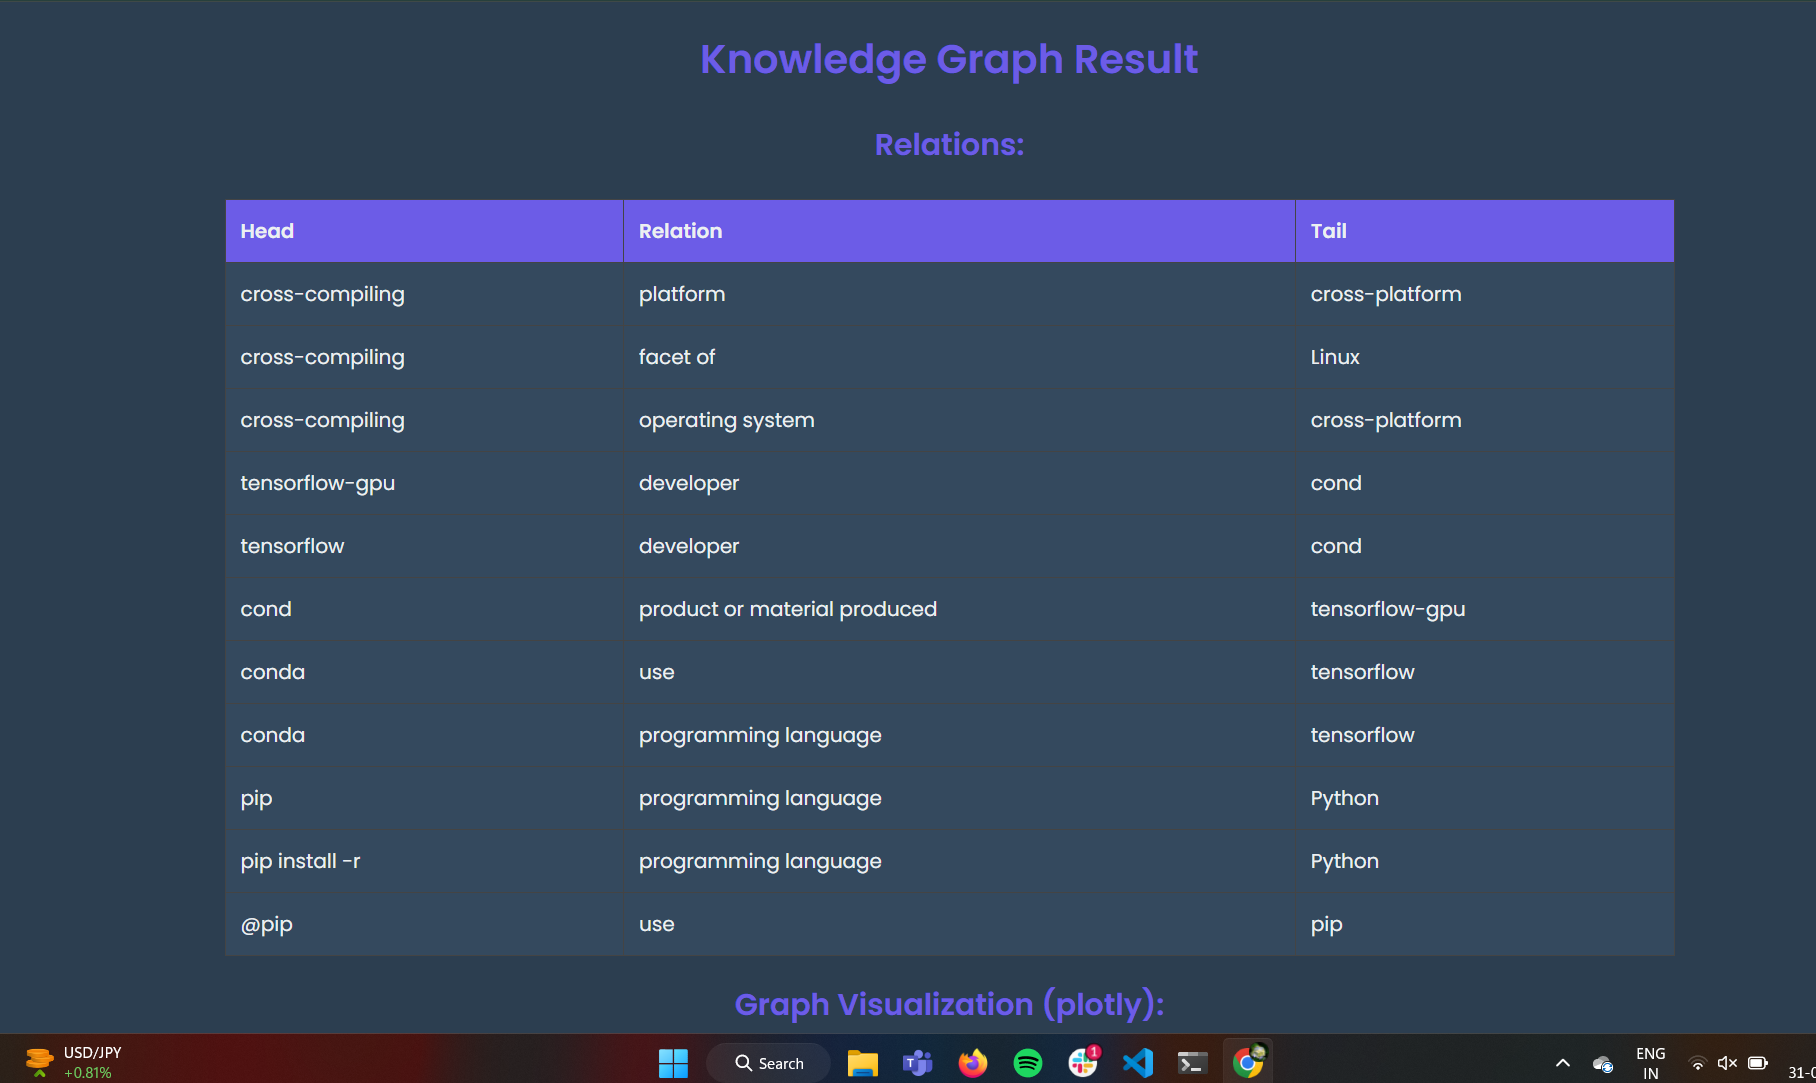 Knowledge Graph Result
Relations:
Head Relation Tail
cross-compiling platform cross-platform
cross-compiling facet of Linux
cross-compiling operating system cross-platform
tensorflow-gpu developer cond
tensorflow developer cond
cond product or material produced tensorflow-gpu
conda use tensorflow
conda programming language tensorflow
pip programming language Python
pip install -r programming language Python
@pip use pip
Graph Visualization (plotly):
USD/JPY
+0.81%
Search
1
ENG
IN